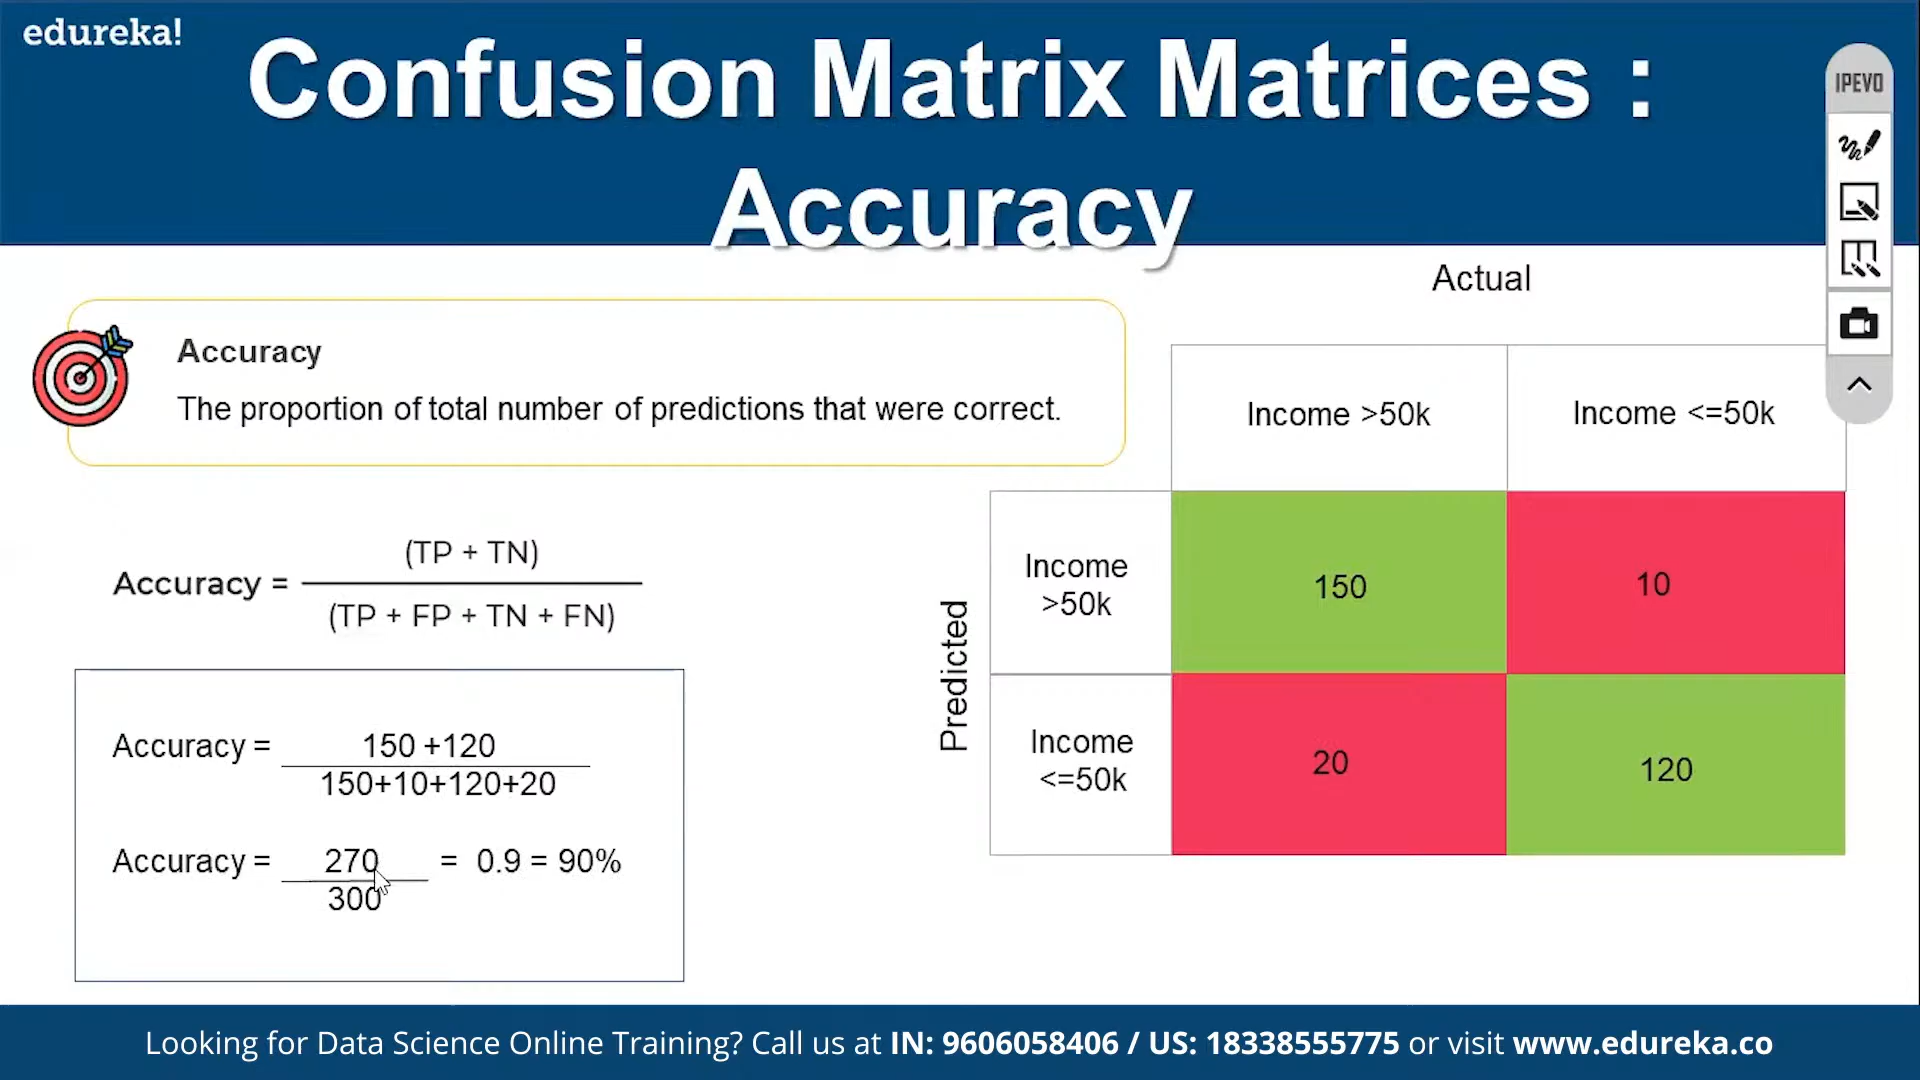 edureka!
Confusion Matrix Matrices :
Accuracy
IPEVO
Accuracy
The proportion of total number of predictions that were correct.
Accuracy =
(TP + TN)
(TP + FP + TN + FN)
Accuracy =
150 +120
150+10+120+20
Accuracy =
270
300
= 0.9 = 90%
Actual
Income >50k
Income <=50k
Predicted
Income
>50k
150
10
Income
<=50k
20
120
Looking for Data Science Online Training? Call us at IN: 9606058406 / US: 18338555775 or visit www.edureka.co